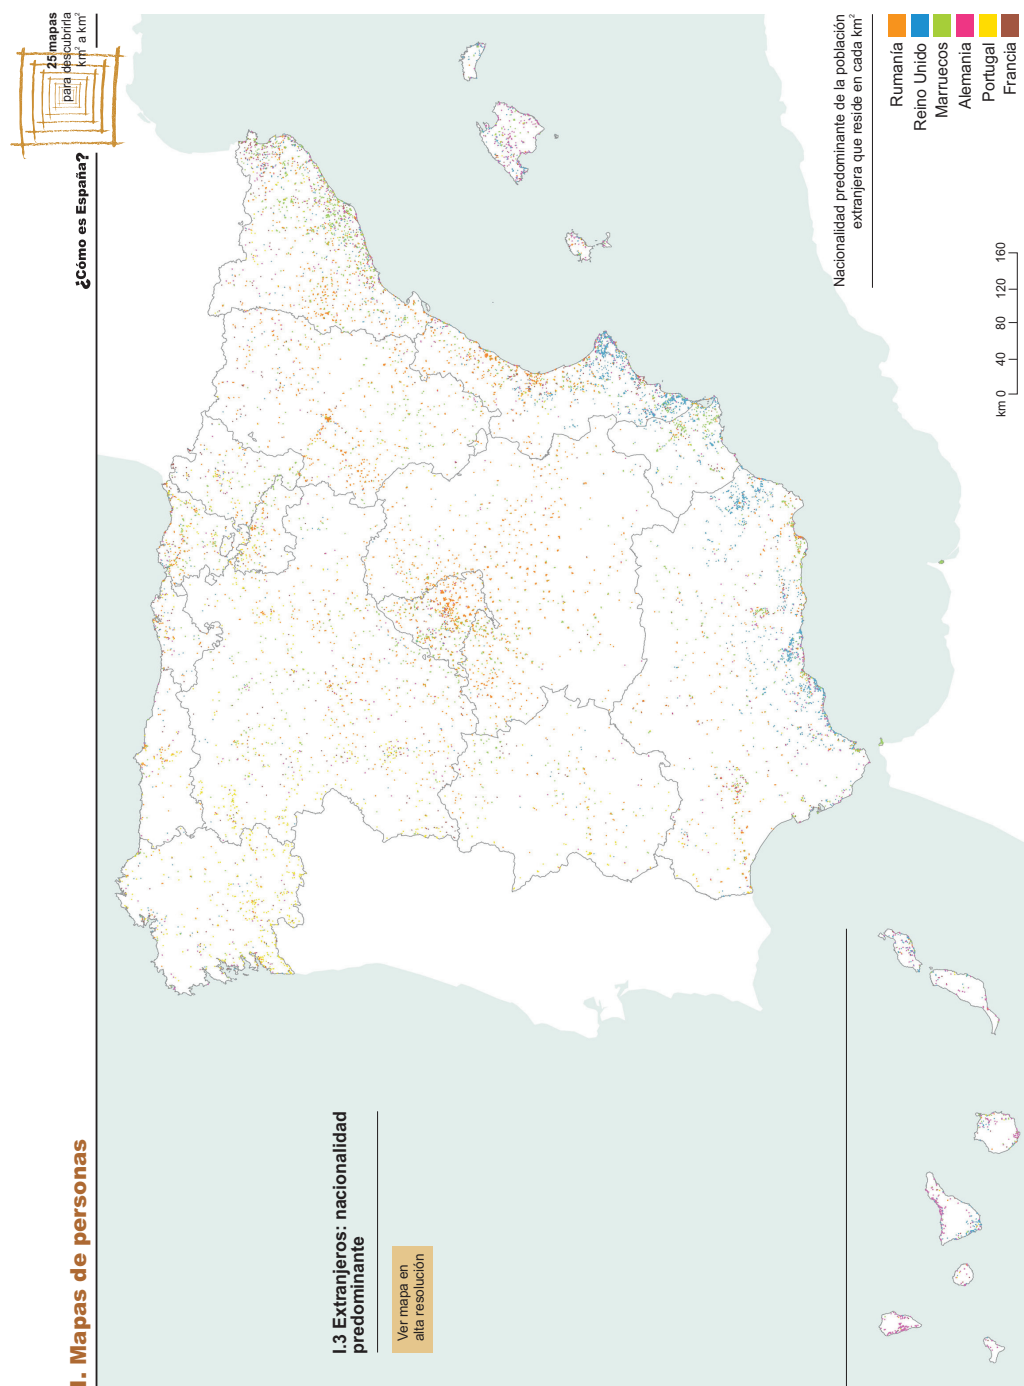 I. Mapas de personas
¿Cómo es España?
25 mapas
para descubrirla
km² a km²
I.3 Extranjeros: nacionalidad
predominante
Ver mapa en
alta resolución
Nacionalidad predominante de la población
extranjera que reside en cada km²
Rumanía
Reino Unido
Marruecos
Alemania
Portugal
Francia
km 0 40 80 120 160